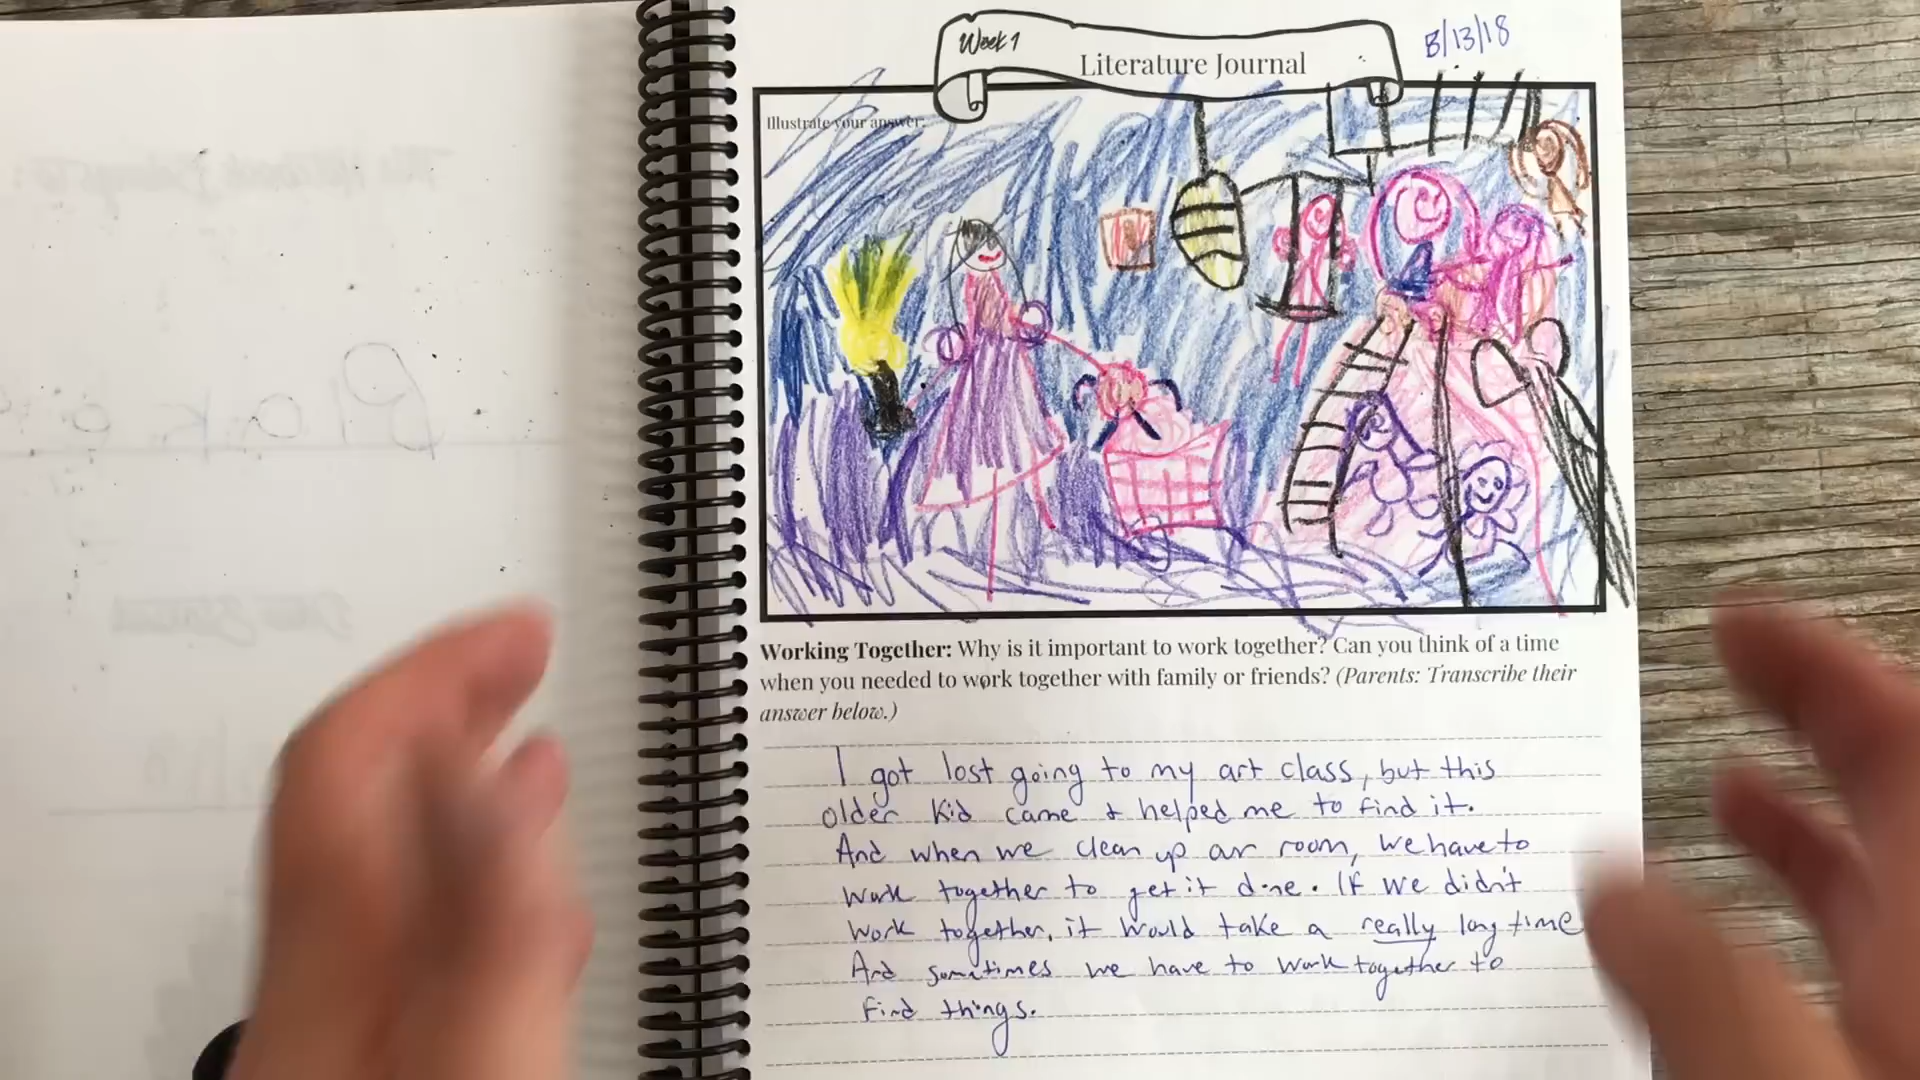 Week 1
Literature Journal
8/13/18
Illustrate your answer:
Working Together: Why is it important to work together? Can you think of a time
when you needed to work together with family or friends? (Parents: Transcribe their
answer below.)
I got lost going to my art class, but this
older kid came & helped me to find it.
And when we clean up our room, we have to
work together to get it done. If we didn't
work together, it would take a really long time
And sometimes we have to work together to
find things.